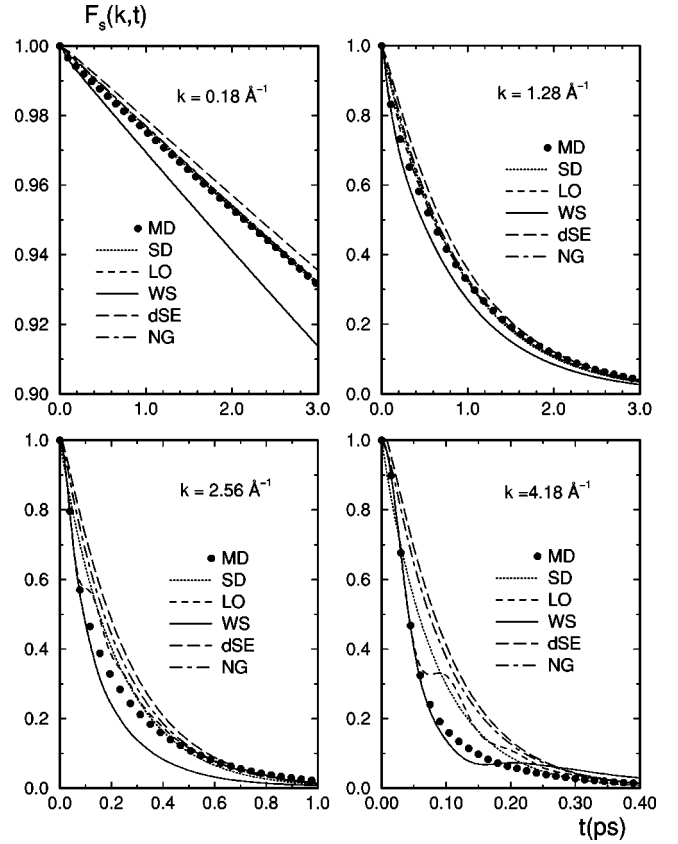 Fₛ(k,t)
1.00
0.98
0.96
0.94
0.92
0.90
k = 0.18 Å⁻¹
MD
SD
LO
WS
dSE
NG
0.0 1.0 2.0 3.0
1.0
0.8
0.6
0.4
0.2
0.0
k = 1.28 Å⁻¹
MD
SD
LO
WS
dSE
NG
0.0 1.0 2.0 3.0
1.0
0.8
0.6
0.4
0.2
0.0
k = 2.56 Å⁻¹
MD
SD
LO
WS
dSE
NG
0.0 0.2 0.4 0.6 0.8 1.0
1.0
0.8
0.6
0.4
0.2
0.0
k =4.18 Å⁻¹
MD
SD
LO
WS
dSE
NG
0.00 0.10 0.20 0.30 0.40
t(ps)